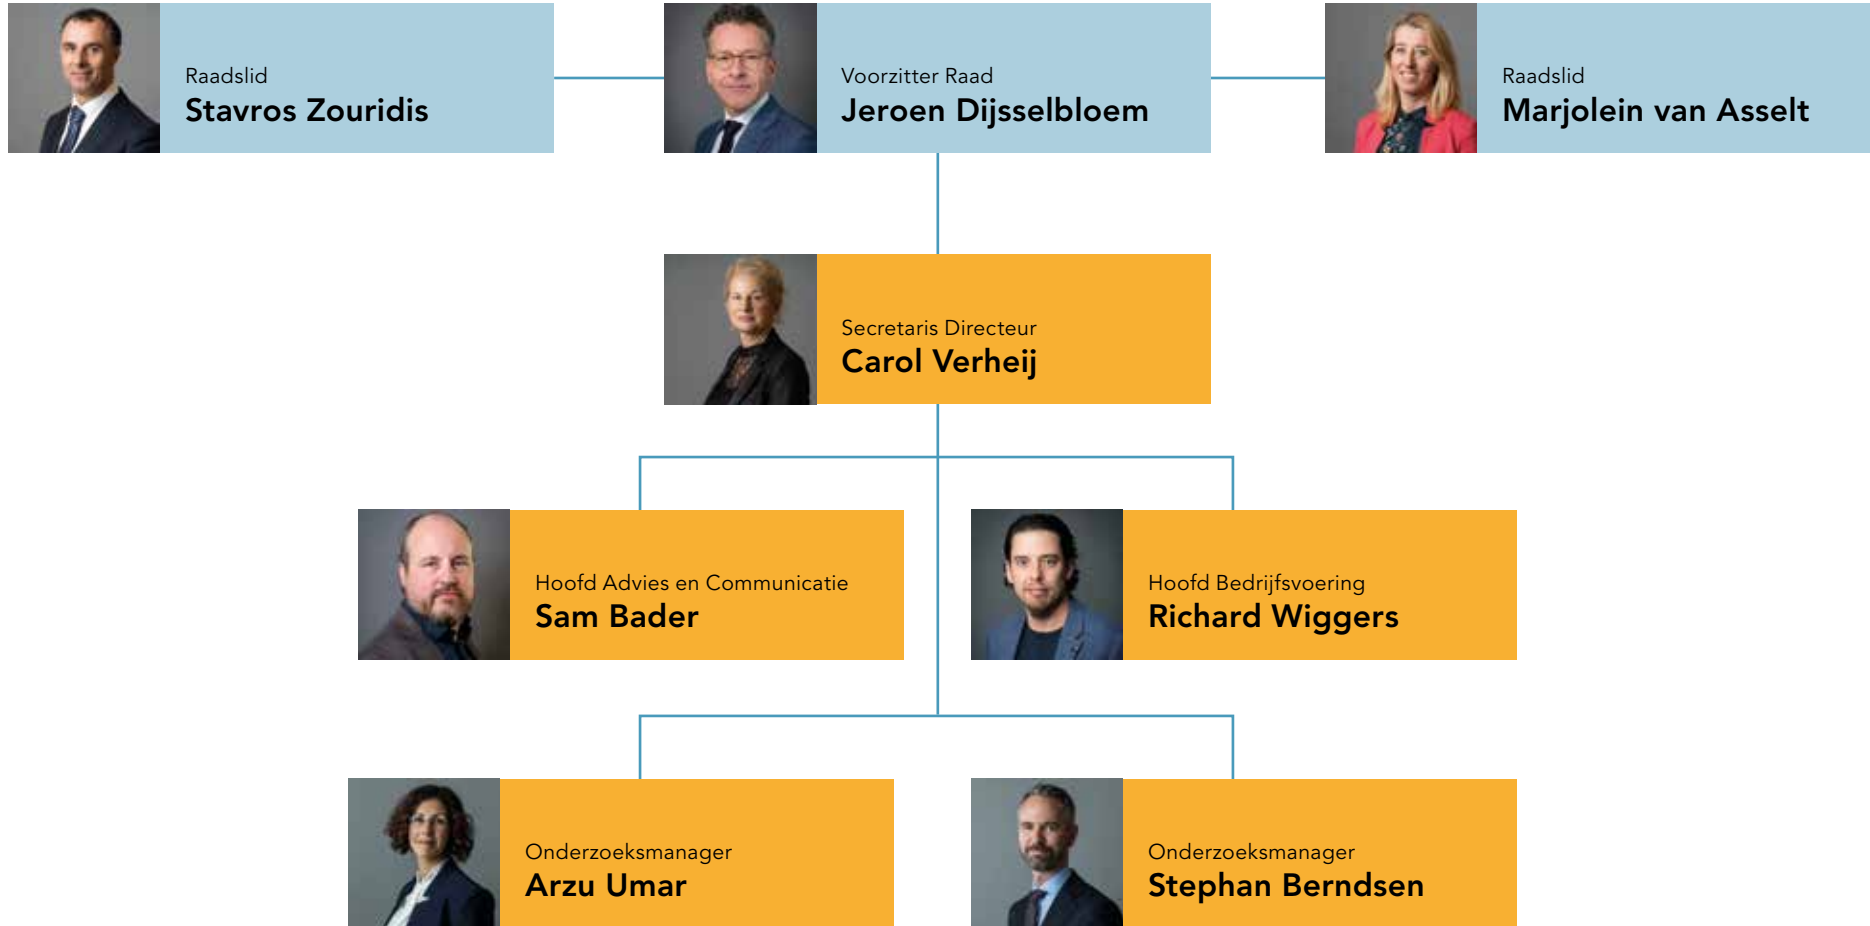 Raadslid
Stavros Zouridis
Voorzitter Raad
Jeroen Dijsselbloem
Raadslid
Marjolein van Asselt
Secretaris Directeur
Carol Verheij
Hoofd Advies en Communicatie
Sam Bader
Hoofd Bedrijfsvoering
Richard Wiggers
Onderzoeksmanager
Arzu Umar
Onderzoeksmanager
Stephan Berndsen